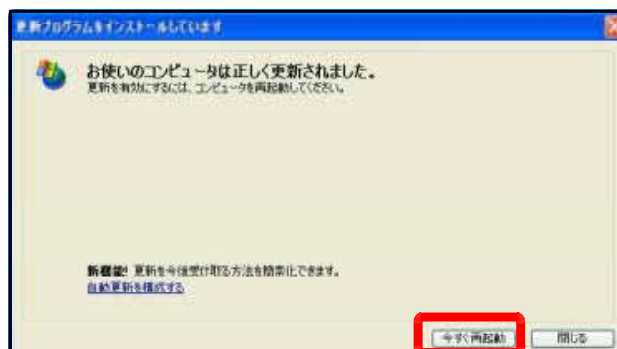 更新プログラムをインストールしています
お使いのコンピュータは正しく更新されました。
更新を有効にするには、コンピュータを再起動してください。
新機能! 更新を今後受け取る方法を簡素化できます。
自動更新を構成する
今すぐ再起動
閉じる